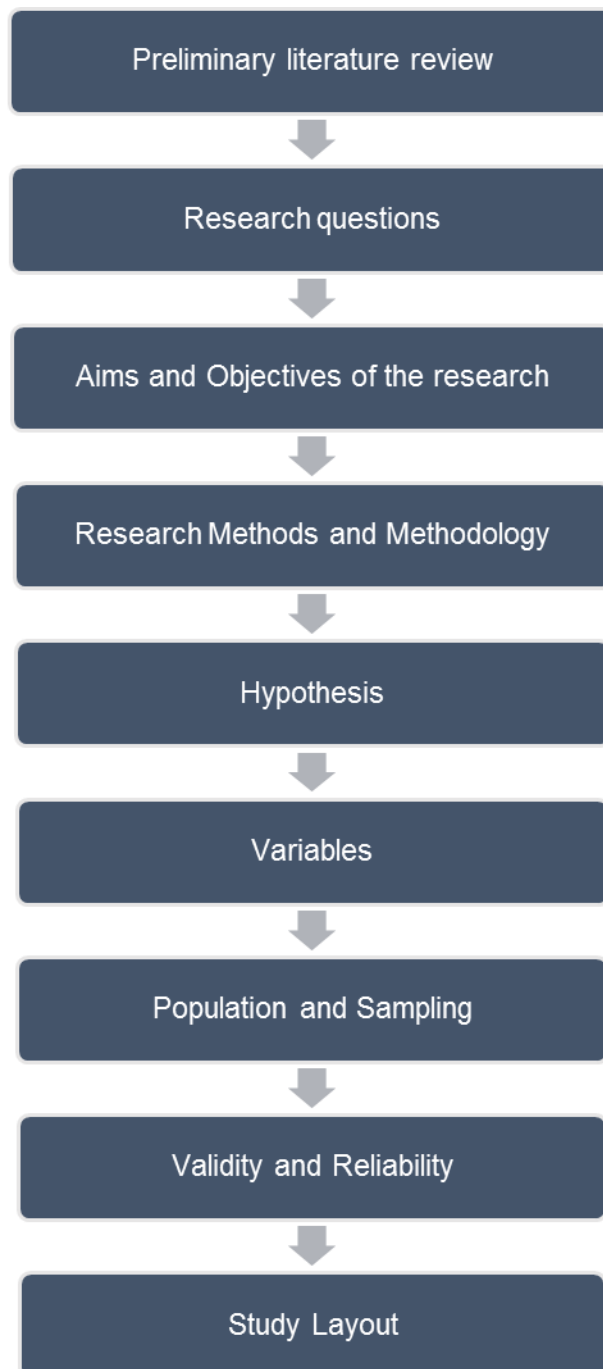 Preliminary literature review
Research questions
Aims and Objectives of the research
Research Methods and Methodology
Hypothesis
Variables
Population and Sampling
Validity and Reliability
Study Layout